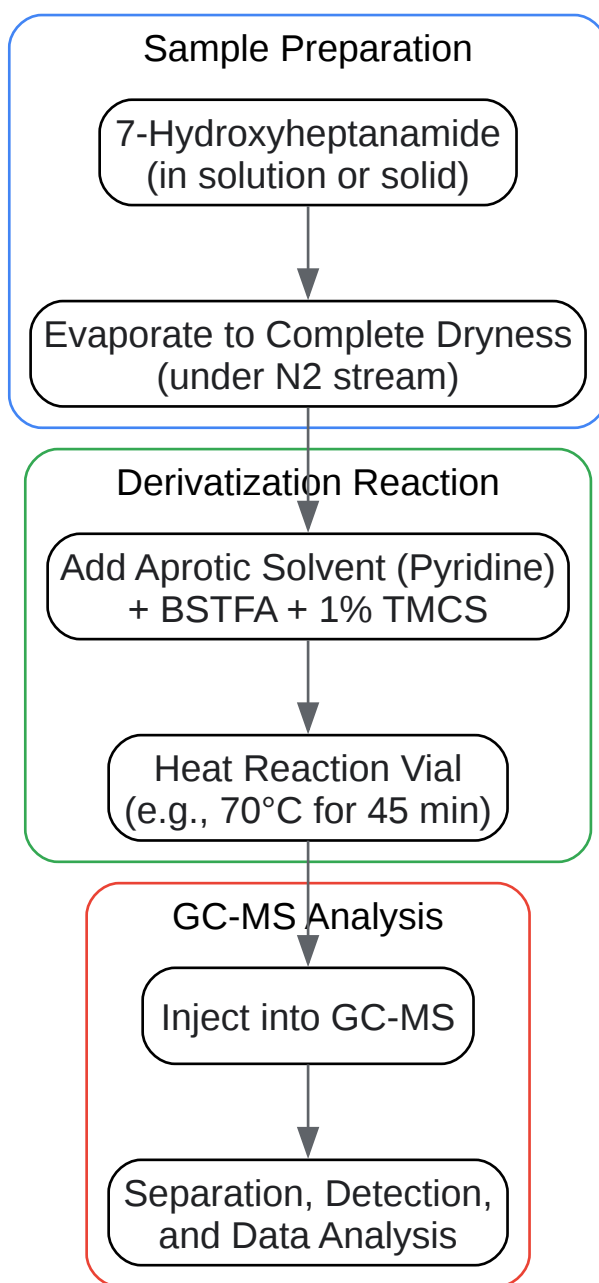 Sample Preparation
7-Hydroxyheptanamide
(in solution or solid)
Evaporate to Complete Dryness
(under N2 stream)
Derivatization Reaction
Add Aprotic Solvent (Pyridine)
+ BSTFA + 1% TMCS
Heat Reaction Vial
(e.g., 70°C for 45 min)
GC-MS Analysis
Inject into GC-MS
Separation, Detection,
and Data Analysis